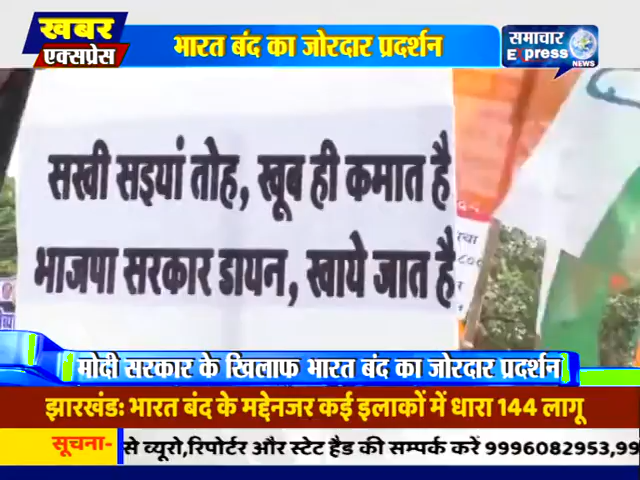 खबर
एक्सप्रेस
भारत बंद का जोरदार प्रदर्शन
समाचार
Express
NEWS
सखी सइयां तोह, खूब ही कमात है
भाजपा सरकार डायन, खाये जात है
मोदी सरकार के खिलाफ भारत बंद का जोरदार प्रदर्शन
झारखंड: भारत बंद के मद्देनजर कई इलाकों में धारा 144 लागू
सूचना- से ब्यूरो,रिपोर्टर और स्टेट हैड की सम्पर्क करें 9996082953,99